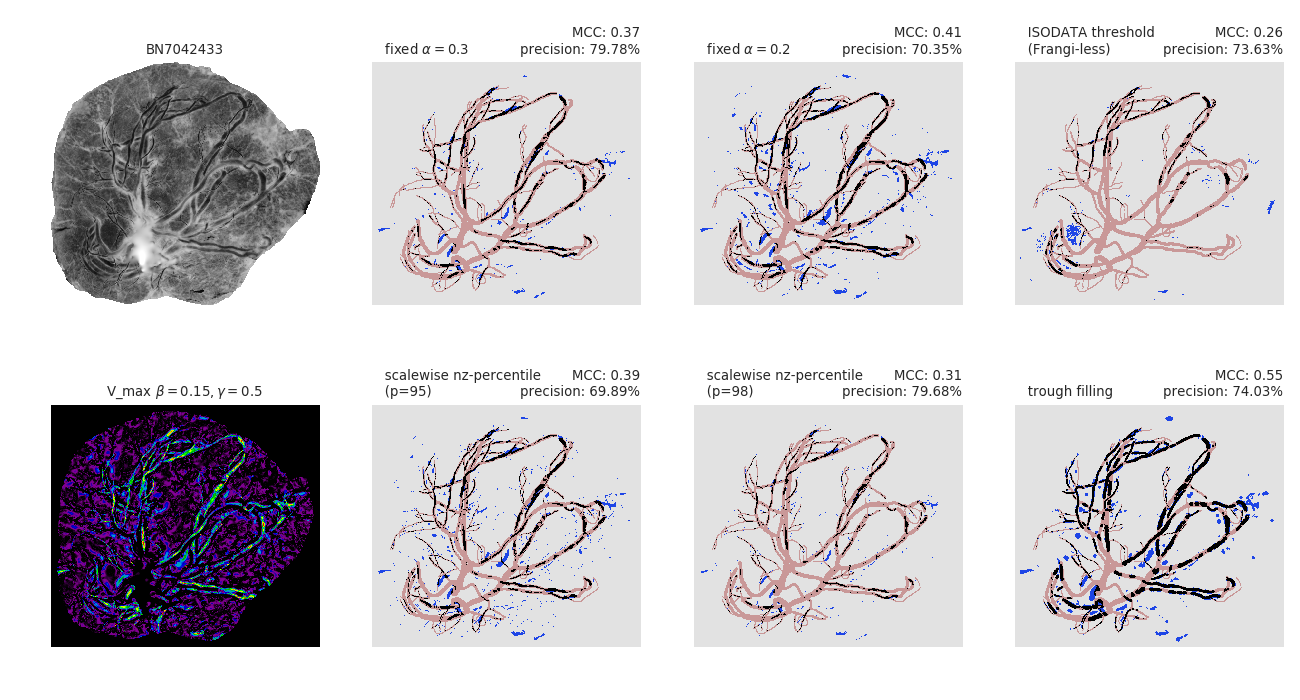 BN7042433
MCC: 0.37
fixed α = 0.3 precision: 79.78%
MCC: 0.41
fixed α = 0.2 precision: 70.35%
ISODATA threshold MCC: 0.26
(Frangi-less) precision: 73.63%
V_max β = 0.15, γ = 0.5
scalewise nz-percentile MCC: 0.39
(p=95) precision: 69.89%
scalewise nz-percentile MCC: 0.31
(p=98) precision: 79.68%
MCC: 0.55
trough filling precision: 74.03%